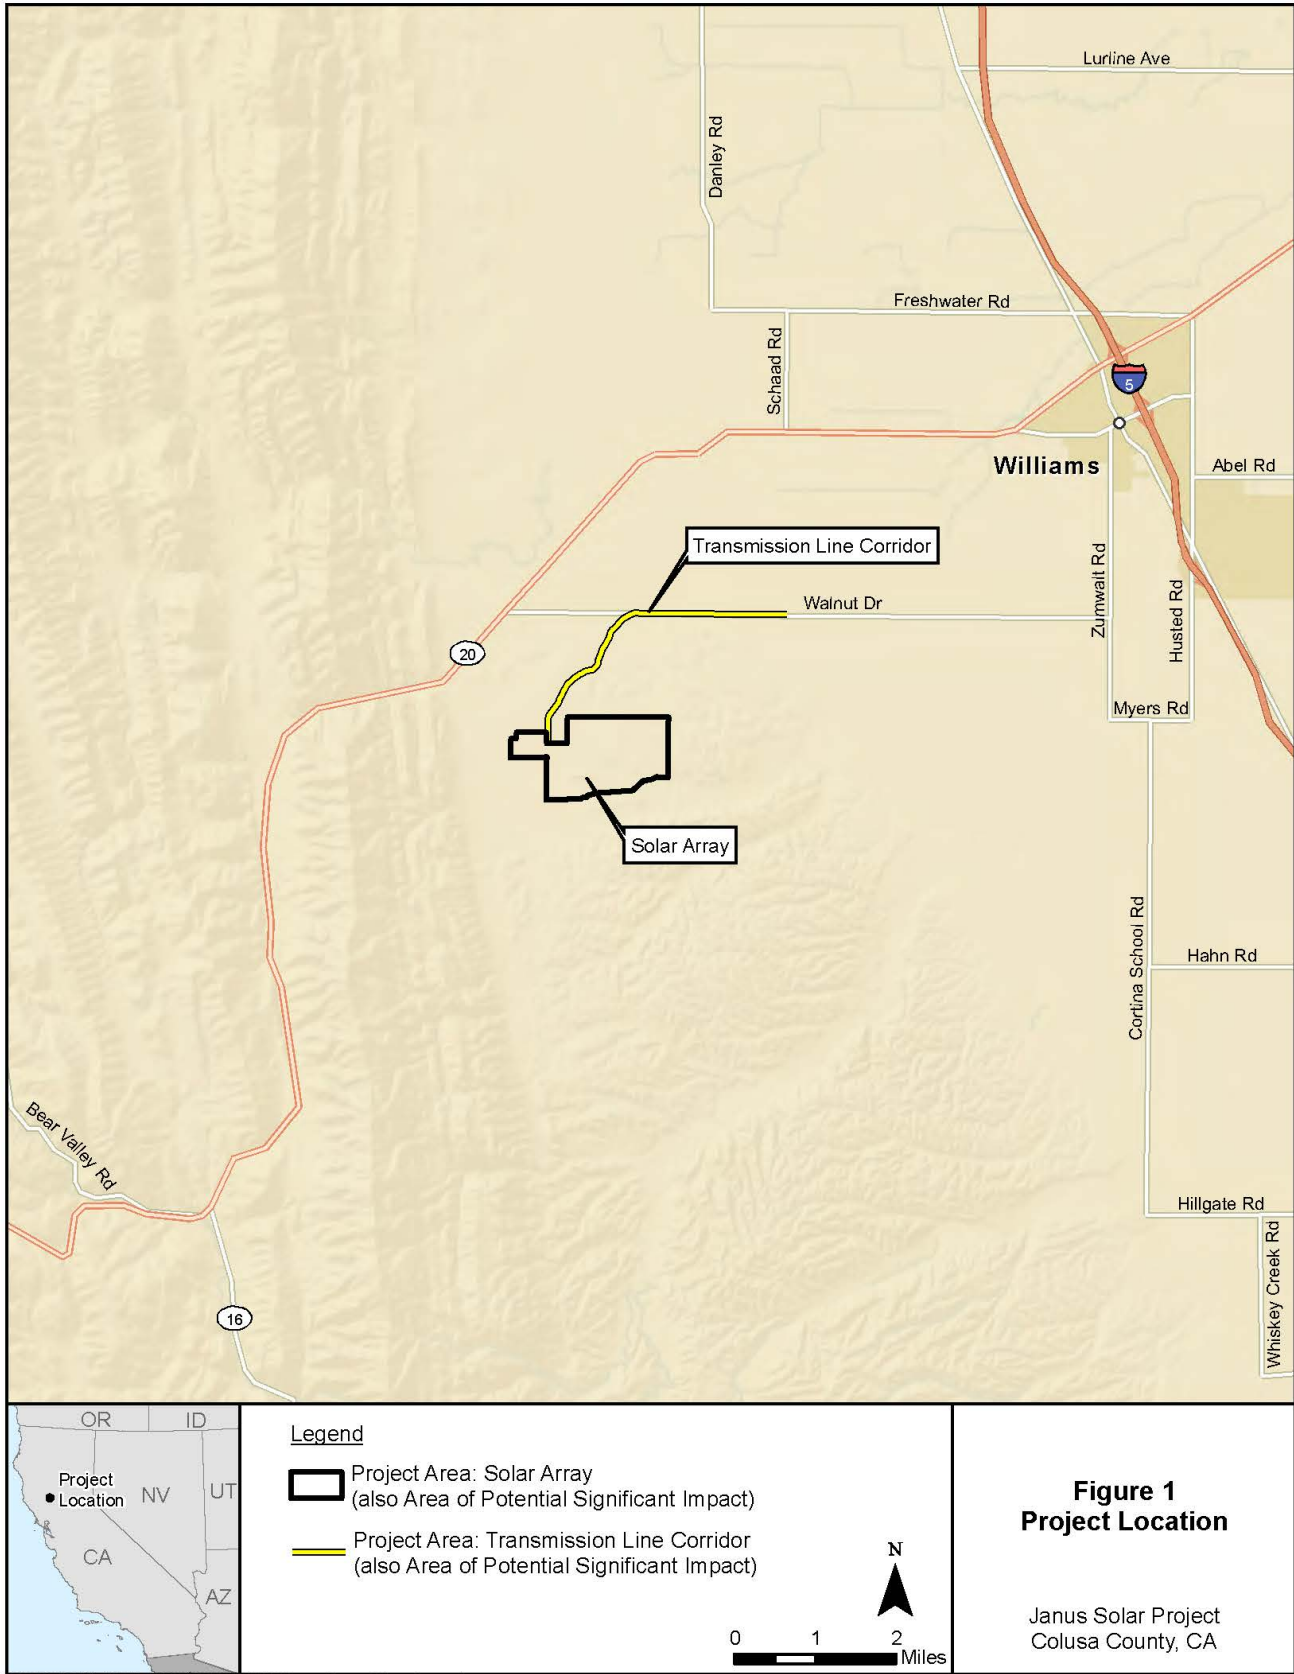 Lurline Ave
Danley Rd
Freshwater Rd
Schaad Rd
5
Williams
Abel Rd
Transmission Line Corridor
Walnut Dr
Zumwalt Rd
Husted Rd
20
Myers Rd
Solar Array
Cortina School Rd
Hahn Rd
Bear Valley Rd
Hillgate Rd
Whiskey Creek Rd
16
OR
ID
Project
Location
NV
UT
CA
AZ
Legend
Project Area: Solar Array
(also Area of Potential Significant Impact)
Project Area: Transmission Line Corridor
(also Area of Potential Significant Impact)
N
0 1 2
Miles
Figure 1
Project Location
Janus Solar Project
Colusa County, CA